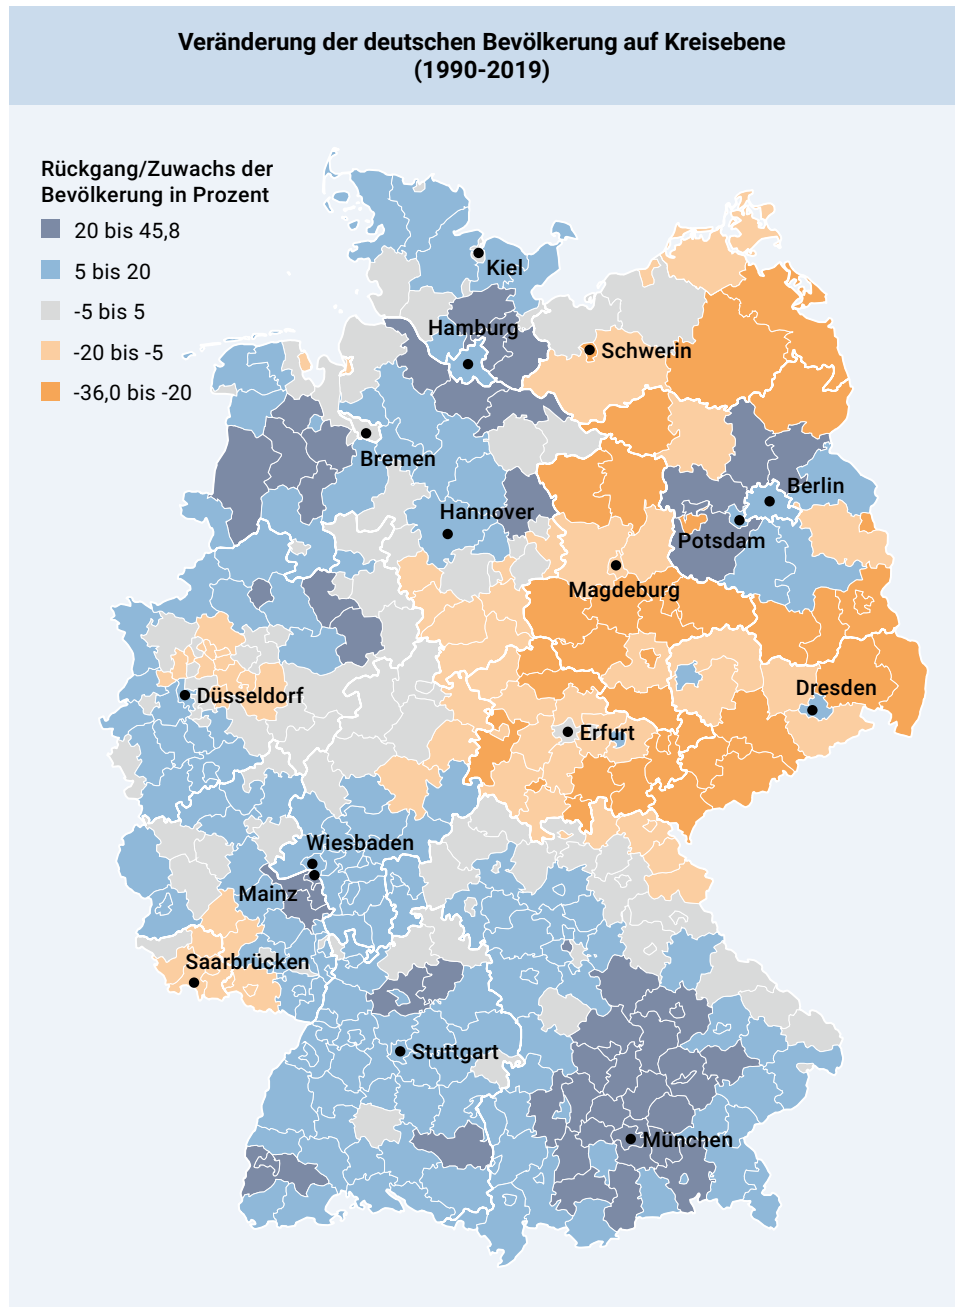 Veränderung der deutschen Bevölkerung auf Kreisebene
(1990-2019)
Rückgang/Zuwachs der
Bevölkerung in Prozent
20 bis 45,8
5 bis 20
-5 bis 5
-20 bis -5
-36,0 bis -20
Kiel
Hamburg
Schwerin
Bremen
Berlin
Hannover
Potsdam
Magdeburg
Düsseldorf
Dresden
Erfurt
Wiesbaden
Mainz
Saarbrücken
Stuttgart
München